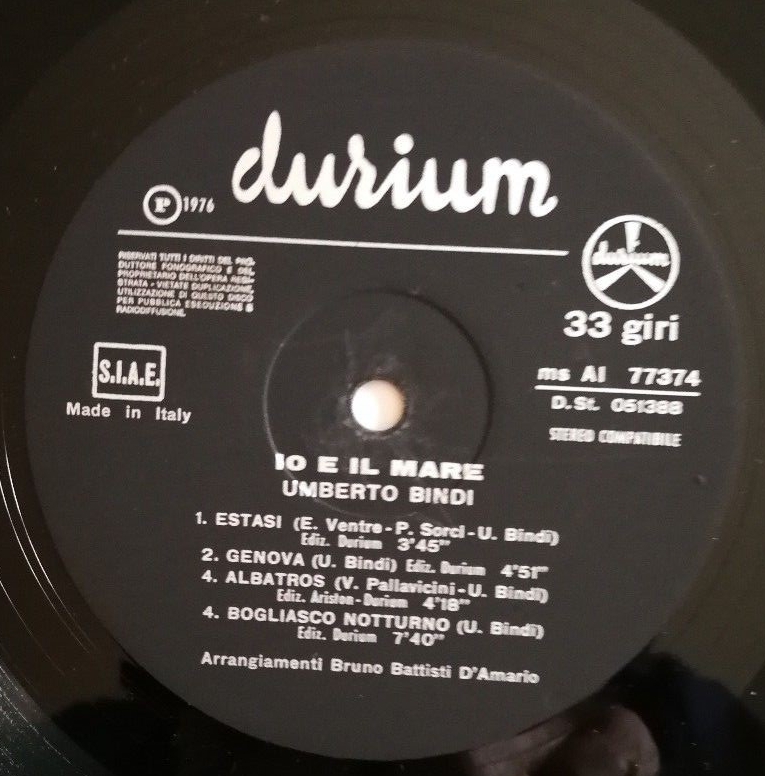 durium
P 1976
RISERVATI TUTTI I DIRITTI DEL PRO-
DUTTORE FONOGRAFICO E DEL
PROPRIETARIO DELL'OPERA REGI-
STRATA - VIETATE DUPLICAZIONE,
UTILIZZAZIONE DI QUESTO DISCO
PER PUBBLICA ESECUZIONE E
RADIODIFFUSIONE.
durium
33 giri
S.I.A.E.
Made in Italy
ms AI 77374
D.St. 051388
STEREO COMPATIBILE
IO E IL MARE
UMBERTO BINDI
1. ESTASI (E. Ventre - P. Sorci - U. Bindi)
Ediz. Durium 3'45"
2. GENOVA (U. Bindi) Ediz. Durium 4'51"
4. ALBATROS (V. Pallavicini - U. Bindi)
Ediz. Ariston - Durium 4'18"
4. BOGLIASCO NOTTURNO (U. Bindi)
Ediz. Durium 7'40"
Arrangiamenti Bruno Battisti D'Amario